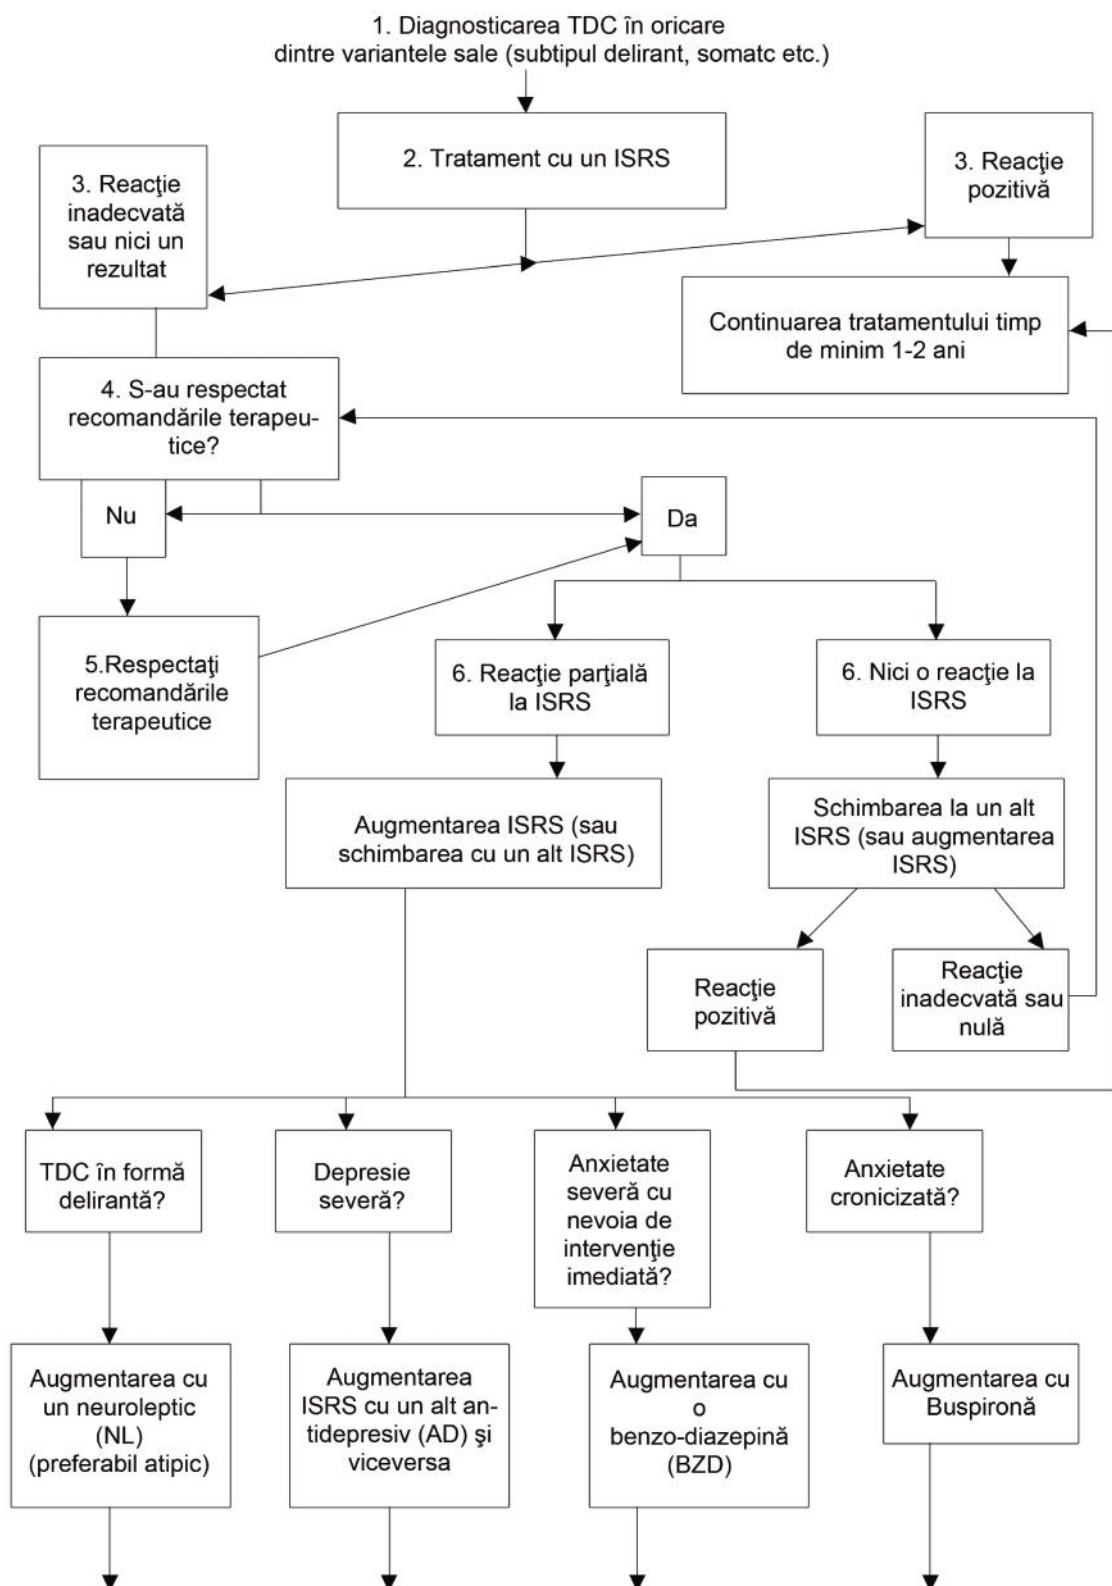 1. Diagnosticarea TDC în oricare
dintre variantele sale (subtipul delirant, somatc etc.)
2. Tratament cu un ISRS
3. Reacţie
inadecvată
sau nici un
rezultat
3. Reacţie
pozitivă
Continuarea tratamentului timp
de minim 1-2 ani
4. S-au respectat
recomandările terapeu-
tice?
Nu
Da
5.Respectaţi
recomandările
terapeutice
6. Reacţie parţială
la ISRS
6. Nici o reacţie la
ISRS
Augmentarea ISRS (sau
schimbarea cu un alt ISRS)
Schimbarea la un alt
ISRS (sau augmentarea
ISRS)
Reacţie
pozitivă
Reacţie
inadecvată sau
nulă
TDC în formă
delirantă?
Depresie
severă?
Anxietate
severă cu
nevoia de
intervenţie
imediată?
Anxietate
cronicizată?
Augmentarea cu
un neuroleptic
(NL)
(preferabil atipic)
Augmentarea
ISRS cu un alt an-
tidepresiv (AD) şi
viceversa
Augmentarea cu
o
benzo-diazepină
(BZD)
Augmentarea cu
Buspironă